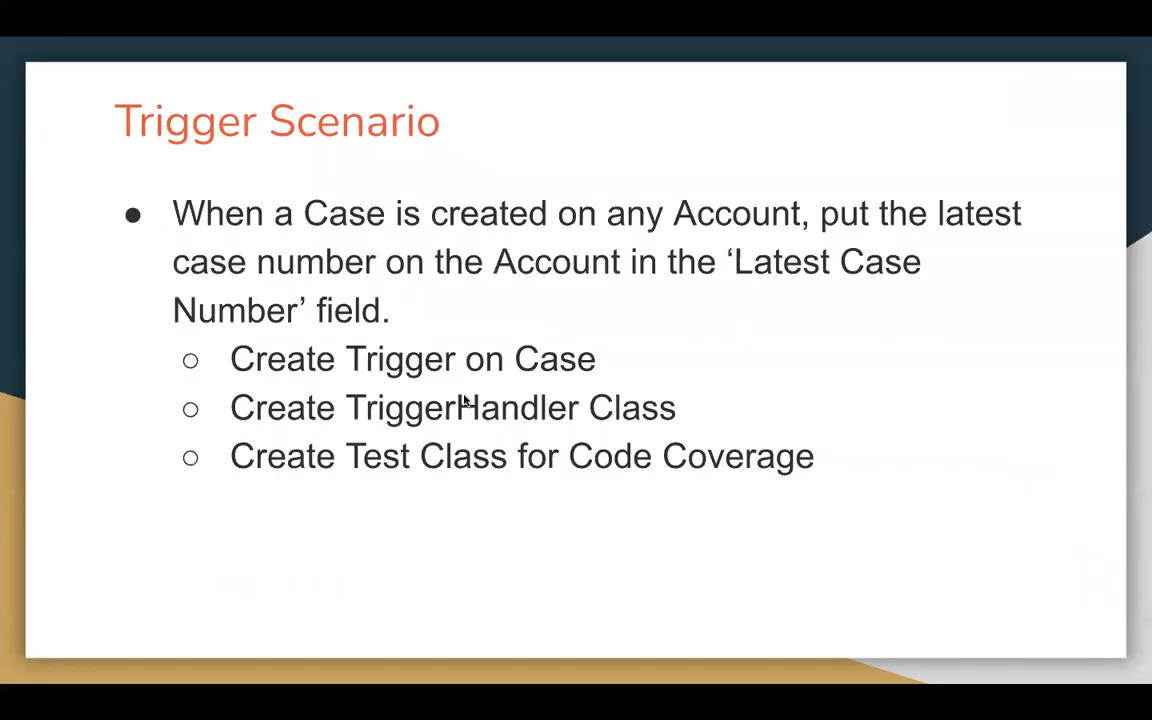 Trigger Scenario
● When a Case is created on any Account, put the latest
case number on the Account in the ‘Latest Case
Number’ field.
○ Create Trigger on Case
○ Create TriggerHandler Class
○ Create Test Class for Code Coverage